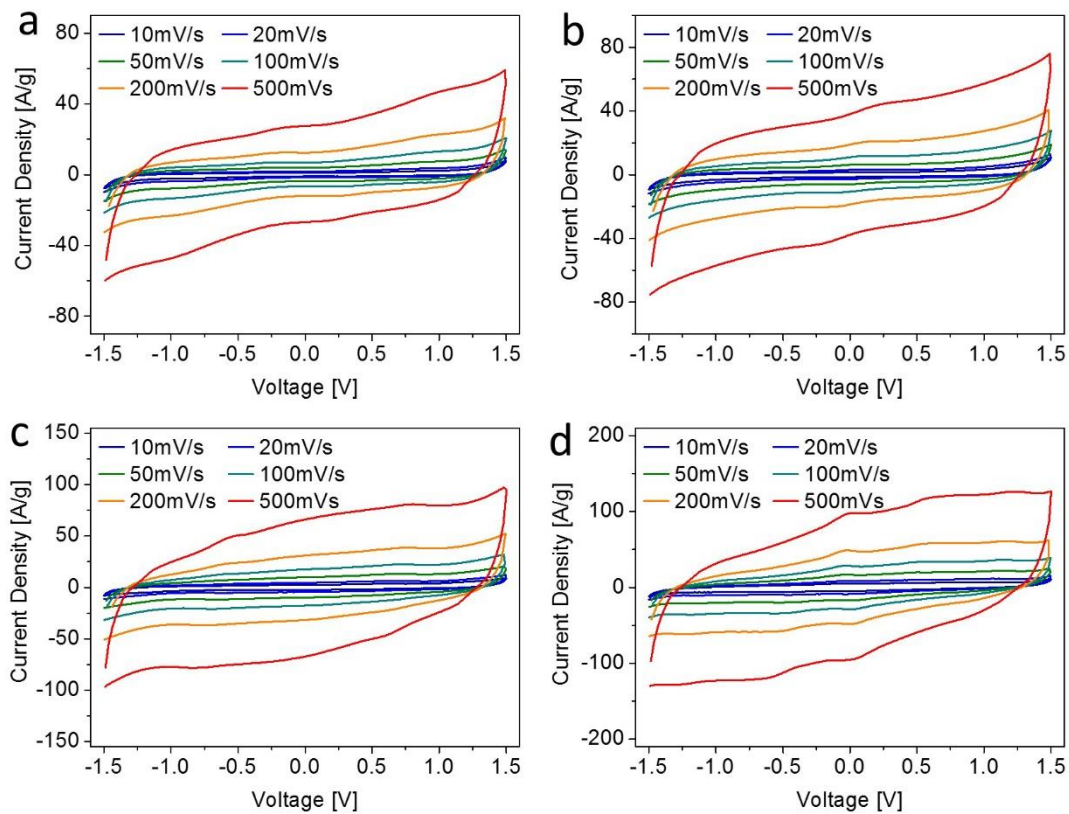 a
10mV/s 20mV/s
50mV/s 100mV/s
200mV/s 500mVs
80
40
0
-40
-80
Current Density [A/g]
-1.5 -1.0 -0.5 0.0 0.5 1.0 1.5
Voltage [V]
b
10mV/s 20mV/s
50mV/s 100mV/s
200mV/s 500mVs
80
40
0
-40
-80
Current Density [A/g]
-1.5 -1.0 -0.5 0.0 0.5 1.0 1.5
Voltage [V]
c
10mV/s 20mV/s
50mV/s 100mV/s
200mV/s 500mVs
150
100
50
0
-50
-100
-150
Current Density [A/g]
-1.5 -1.0 -0.5 0.0 0.5 1.0 1.5
Voltage [V]
d
10mV/s 20mV/s
50mV/s 100mV/s
200mV/s 500mVs
200
100
0
-100
-200
Current Density [A/g]
-1.5 -1.0 -0.5 0.0 0.5 1.0 1.5
Voltage [V]